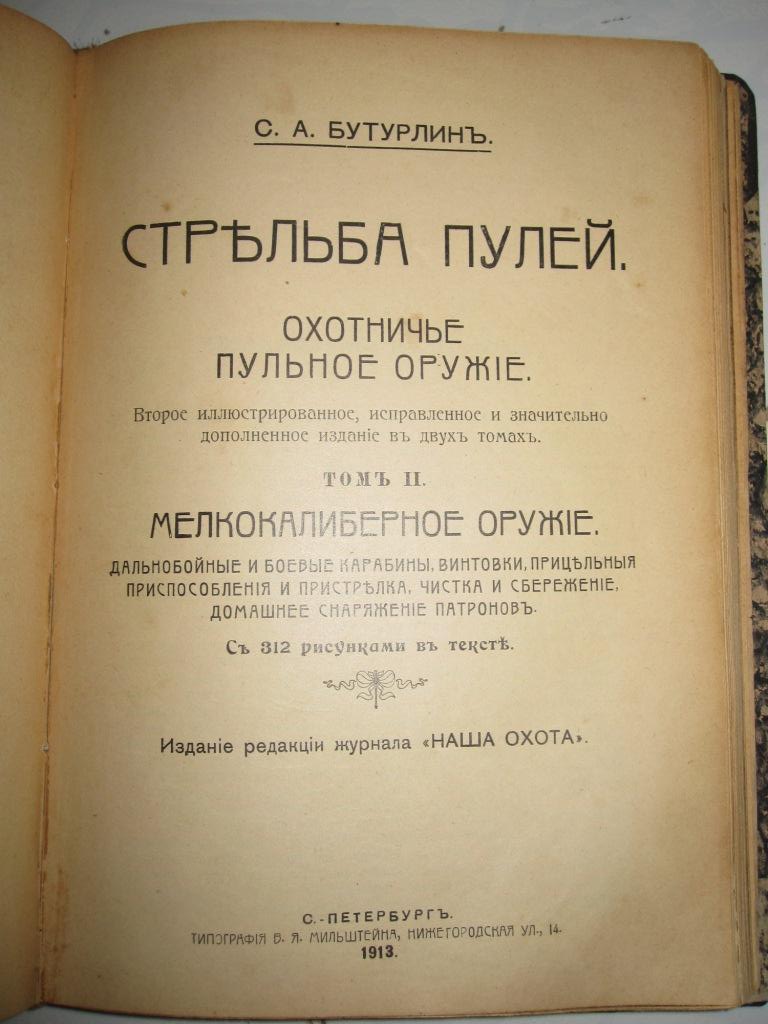 С. А. БУТУРЛИНЪ.
СТРѢЛЬБА ПУЛЕЙ.
ОХОТНИЧЬЕ
ПУЛЬНОЕ ОРУЖІЕ.
Второе иллюстрированное, исправленное и значительно
дополненное изданіе въ двухъ томахъ.
ТОМЪ II.
МЕЛКОКАЛИБЕРНОЕ ОРУЖІЕ.
ДАЛЬНОБОЙНЫЕ И БОЕВЫЕ КАРАБИНЫ, ВИНТОВКИ, ПРИЦѢЛЬНЫЯ
ПРИСПОСОБЛЕНІЯ И ПРИСТРѢЛКА, ЧИСТКА И СБЕРЕЖЕНІЕ,
ДОМАШНЕЕ СНАРЯЖЕНІЕ ПАТРОНОВЪ.
Съ 312 рисунками въ текстѣ.
Изданіе редакціи журнала «НАША ОХОТА».
С.-ПЕТЕРБУРГЪ.
ТИПОГРАФІЯ В. Я. МИЛЬШТЕЙНА, НИЖЕГОРОДСКАЯ УЛ., 14.
1913.